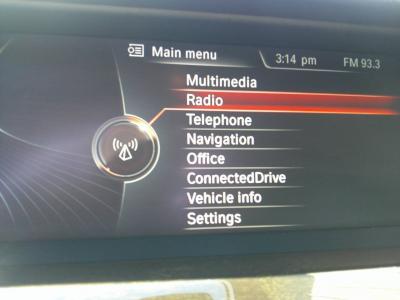 Main menu 3:14 pm FM 93.3
Multimedia
Radio
Telephone
Navigation
Office
ConnectedDrive
Vehicle info
Settings